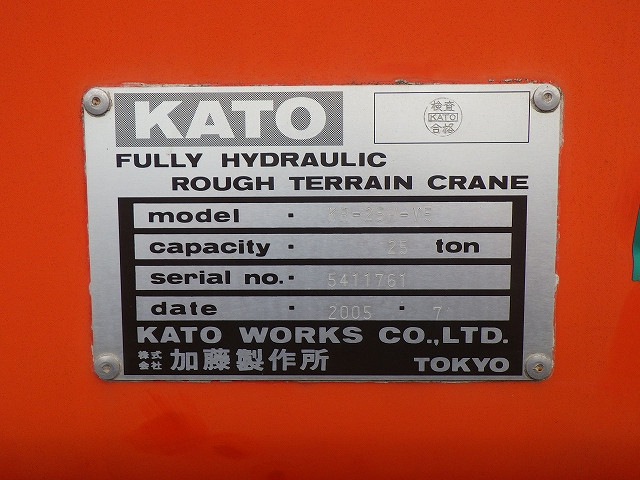 KATO
検査
KATO
合格
FULLY HYDRAULIC
ROUGH TERRAIN CRANE
model
capacity 25 ton
serial no. 5411761
date 2005 . 7
KATO WORKS CO.,LTD.
株式会社 加藤製作所 TOKYO